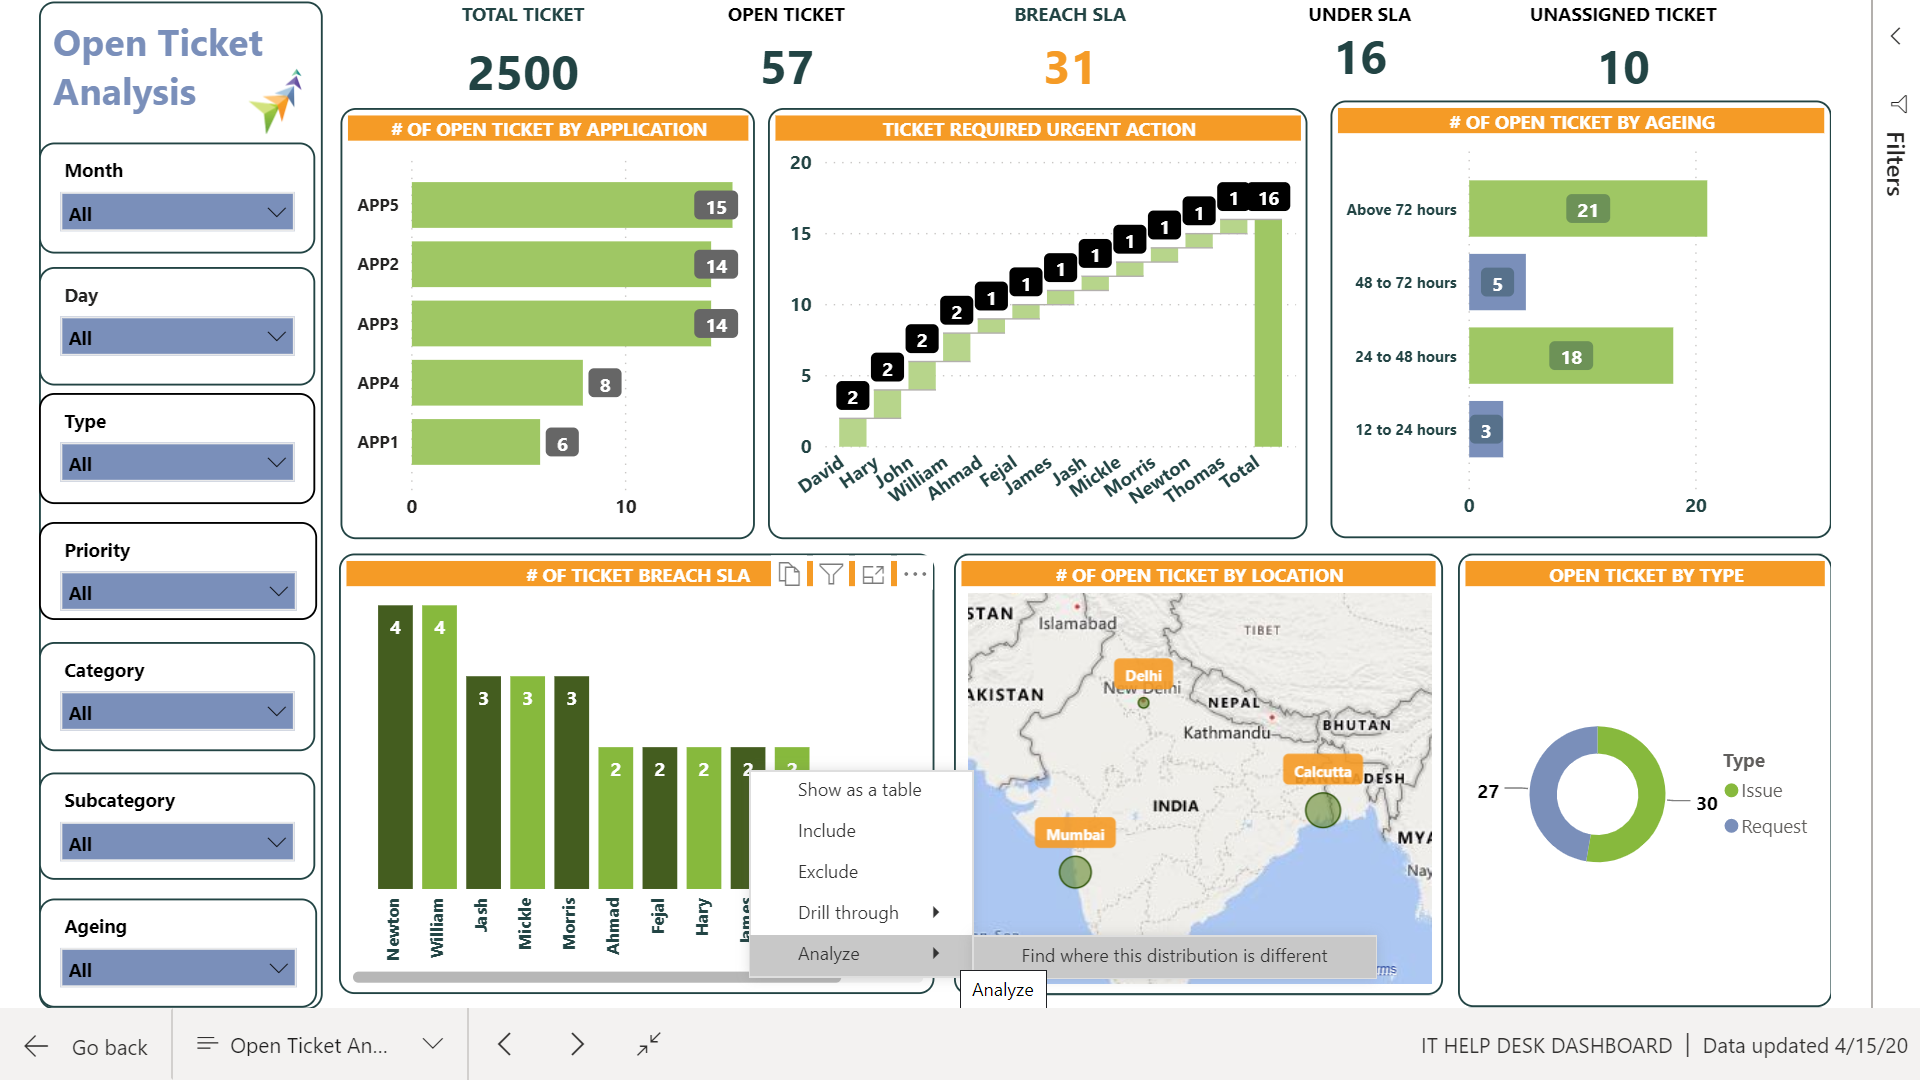 Open Ticket
Analysis
TOTAL TICKET
2500
OPEN TICKET
57
BREACH SLA
31
UNDER SLA
16
UNASSIGNED TICKET
10
Month
All
Day
All
Type
All
Priority
All
Category
All
Subcategory
All
Ageing
All
# OF OPEN TICKET BY APPLICATION
APP5
15
APP2
14
APP3
14
APP4
8
APP1
6
0
10
TICKET REQUIRED URGENT ACTION
20
15
10
5
0
2
2
2
2
1
1
1
1
1
1
1
1
16
David
Hary
John
William
Ahmad
Fejal
James
Jash
Mickle
Morris
Newton
Thomas
Total
# OF OPEN TICKET BY AGEING
Above 72 hours
21
48 to 72 hours
5
24 to 48 hours
18
12 to 24 hours
3
0
20
Filters
# OF TICKET BREACH SLA
4
4
3
3
3
2
2
2
2
2
Newton
William
Jash
Mickle
Morris
Ahmad
Fejal
Hary
James
Show as a table
Include
Exclude
Drill through
Analyze
Find where this distribution is different
Analyze
# OF OPEN TICKET BY LOCATION
STAN
Islamabad
TIBET
Delhi
New Delhi
AKISTAN
NEPAL
Kathmandu
BHUTAN
Calcutta
DESH
INDIA
Mumbai
MYA
Nay
rms
OPEN TICKET BY TYPE
27
30
Type
Issue
Request
Go back
Open Ticket An...
IT HELP DESK DASHBOARD | Data updated 4/15/20